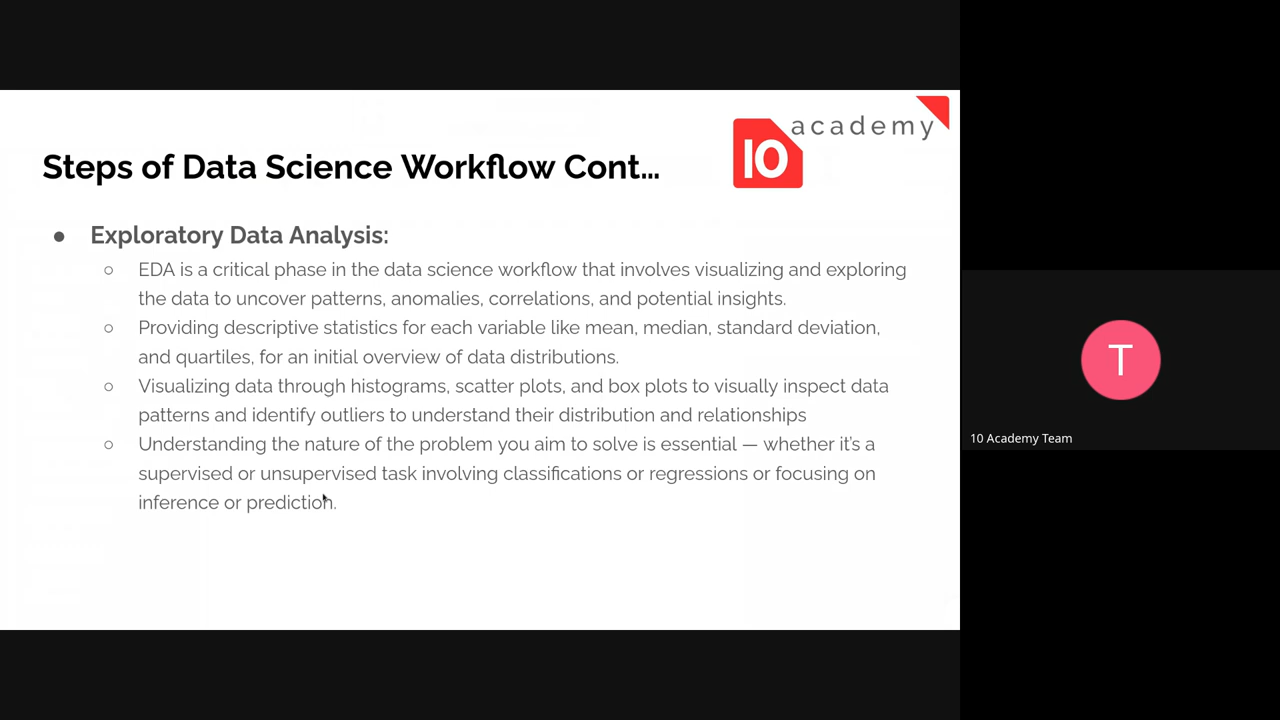 academy
10
Steps of Data Science Workflow Cont...
● Exploratory Data Analysis:
○ EDA is a critical phase in the data science workflow that involves visualizing and exploring
the data to uncover patterns, anomalies, correlations, and potential insights.
○ Providing descriptive statistics for each variable like mean, median, standard deviation,
and quartiles, for an initial overview of data distributions.
○ Visualizing data through histograms, scatter plots, and box plots to visually inspect data
patterns and identify outliers to understand their distribution and relationships
○ Understanding the nature of the problem you aim to solve is essential — whether it's a
supervised or unsupervised task involving classifications or regressions or focusing on
inference or prediction.
T
10 Academy Team